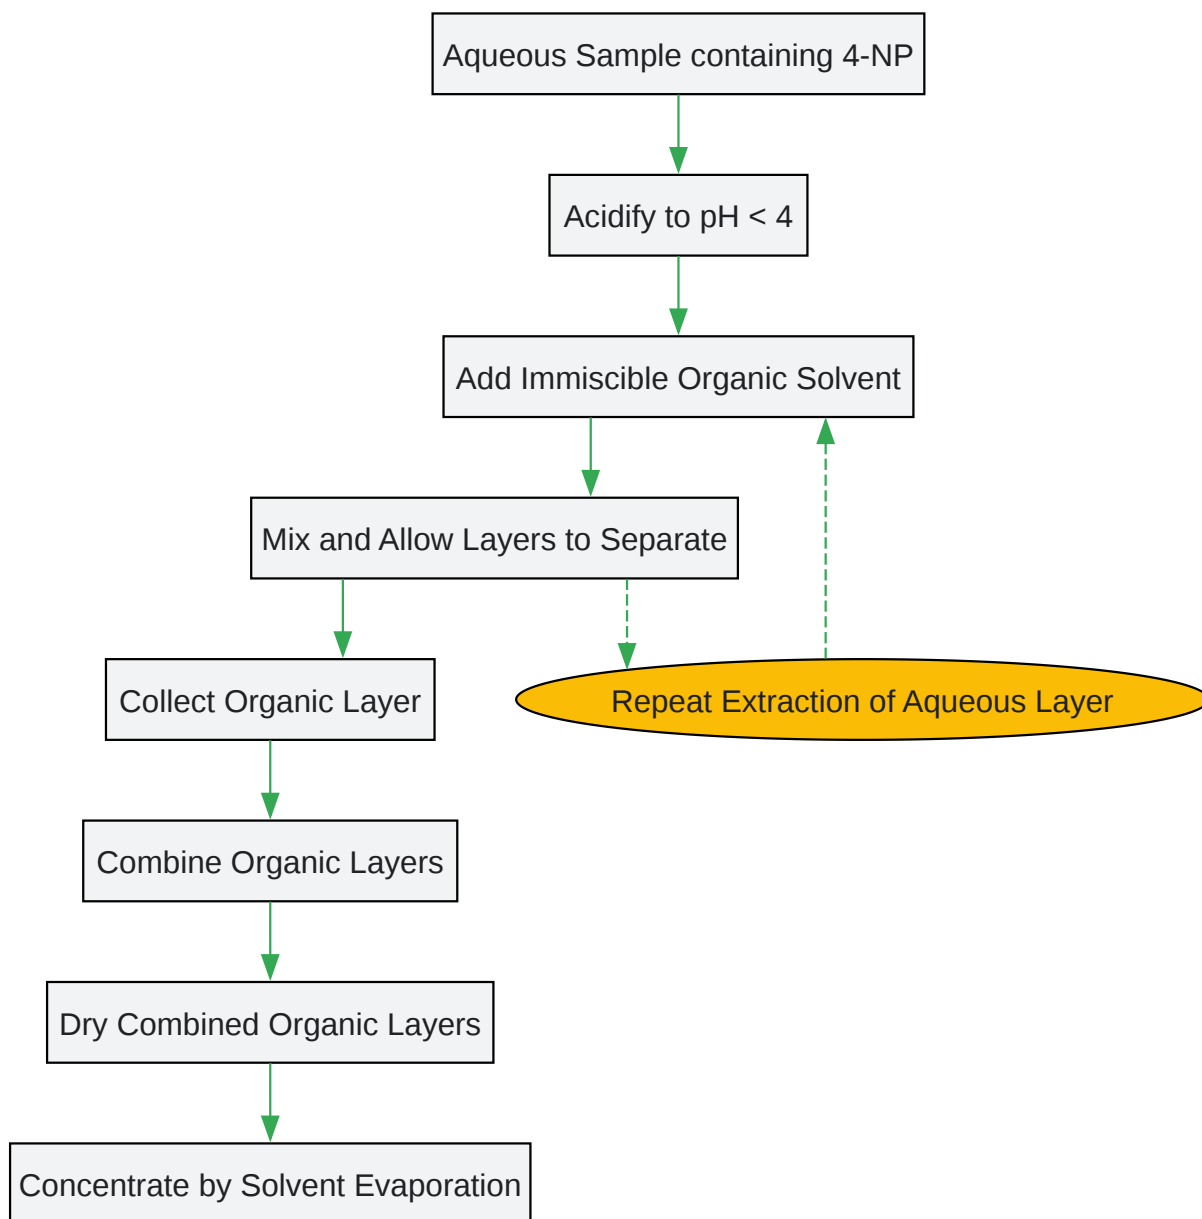 Aqueous Sample containing 4-NP
Acidify to pH < 4
Add Immiscible Organic Solvent
Mix and Allow Layers to Separate
Collect Organic Layer
Repeat Extraction of Aqueous Layer
Combine Organic Layers
Dry Combined Organic Layers
Concentrate by Solvent Evaporation